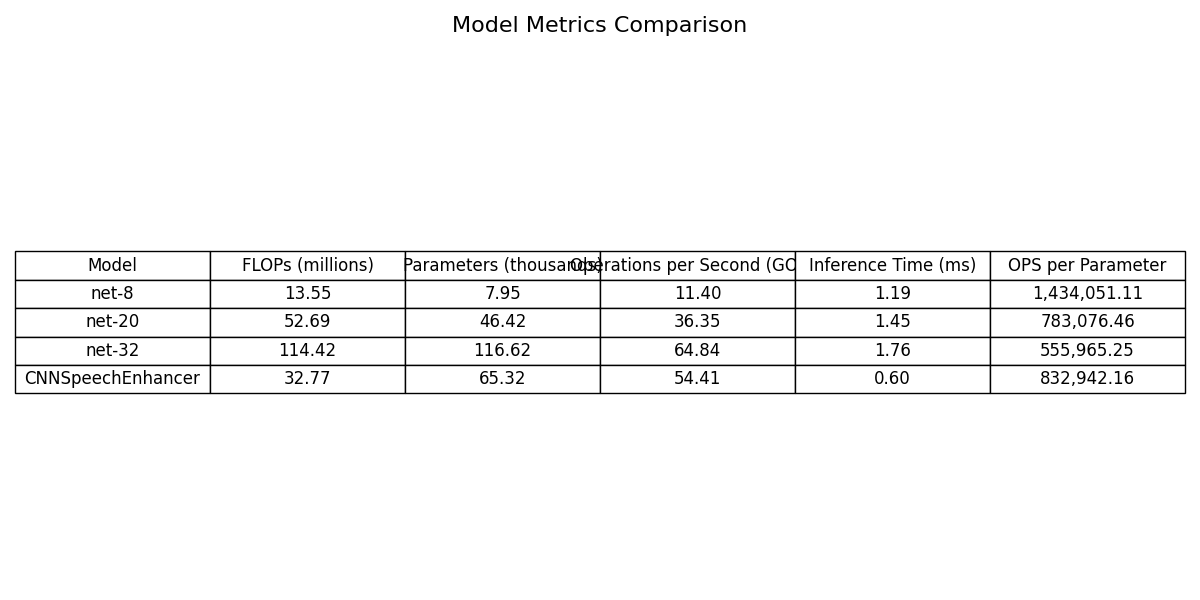 Model Metrics Comparison
Model FLOPs (millions) Parameters (thousands) Operations per Second (GO Inference Time (ms) OPS per Parameter
net-8 13.55 7.95 11.40 1.19 1,434,051.11
net-20 52.69 46.42 36.35 1.45 783,076.46
net-32 114.42 116.62 64.84 1.76 555,965.25
CNNSpeechEnhancer 32.77 65.32 54.41 0.60 832,942.16